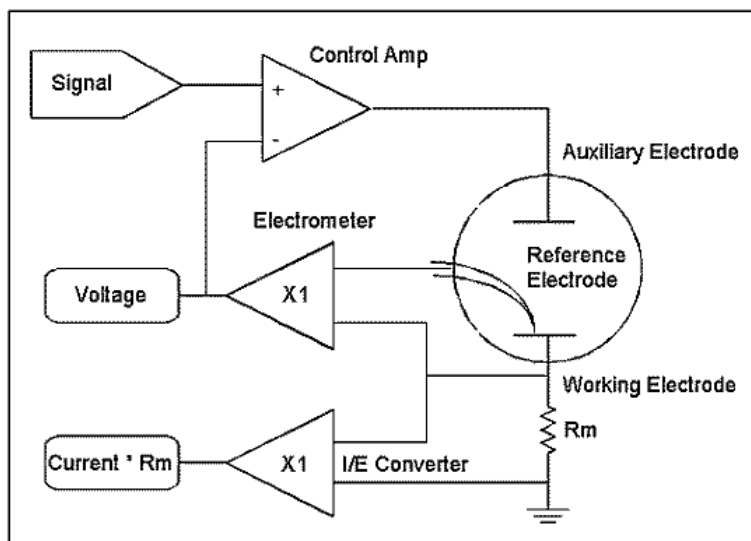 Control Amp
Signal
+
-
Auxiliary Electrode
Electrometer
Reference
Electrode
Voltage
X1
Working Electrode
Rm
Current * Rm
X1
I/E Converter